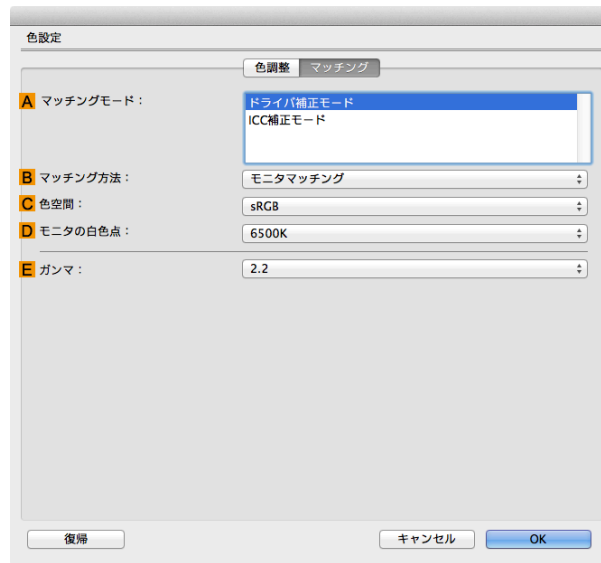 色設定
色調整 マッチング
A マッチングモード：
ドライバ補正モード
ICC補正モード
B マッチング方法： モニタマッチング
C 色空間： sRGB
D モニタの白色点： 6500K
E ガンマ： 2.2
復帰 キャンセル OK